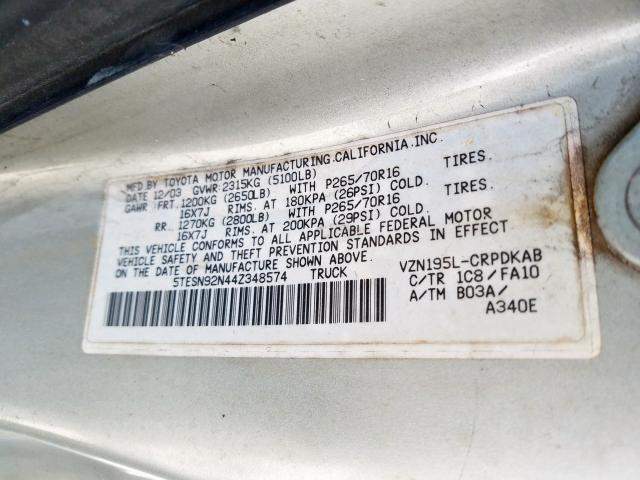 MFD BY TOYOTA MOTOR MANUFACTURING.CALIFORNIA.INC.
DATE 12/03 GVWR:2315KG (5100LB)
GAWR FRT.1200KG (2650LB) WITH P265/70R16 TIRES.
16X7J RIMS. AT 180KPA (26PSI) COLD.
RR. 1270KG (2800LB) WITH P265/70R16 TIRES.
16X7J RIMS. AT 200KPA (29PSI) COLD.
THIS VEHICLE CONFORMS TO ALL APPLICABLE FEDERAL MOTOR
VEHICLE SAFETY AND THEFT PREVENTION STANDARDS IN EFFECT
ON THE DATE OF MANUFACTURE SHOWN ABOVE.
5TESN92N44Z348574 TRUCK VZN195L-CRPDKAB
C/TR 1C8/FA10
A/TM B03A/
A340E